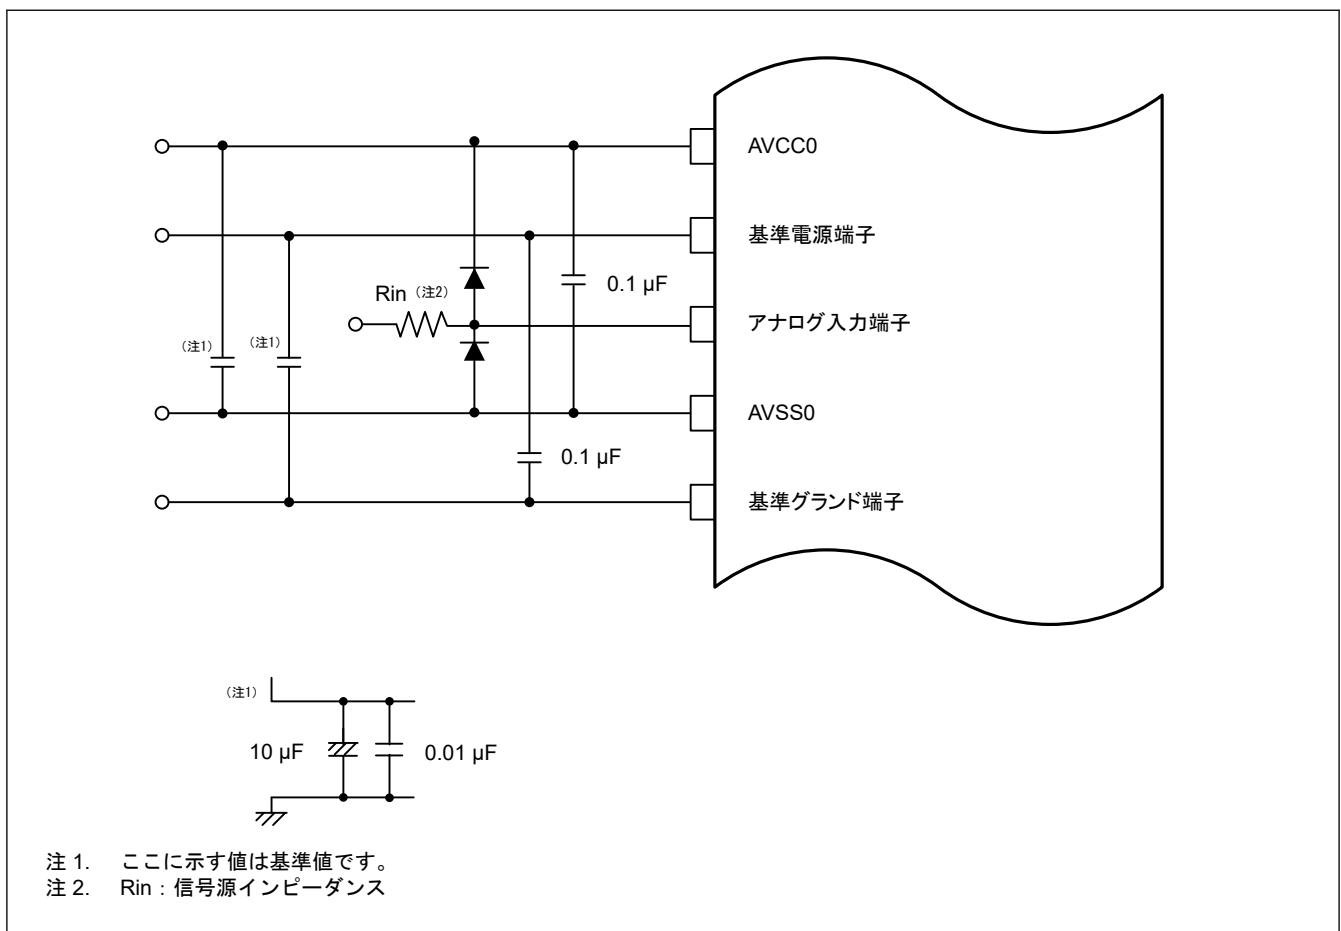 AVCC0
基準電源端子
0.1 µF
Rin (注2)
アナログ入力端子
(注1)
(注1)
AVSS0
0.1 µF
基準グランド端子
(注1)
10 µF
0.01 µF
注 1. ここに示す値は基準値です。
注 2. Rin：信号源インピーダンス